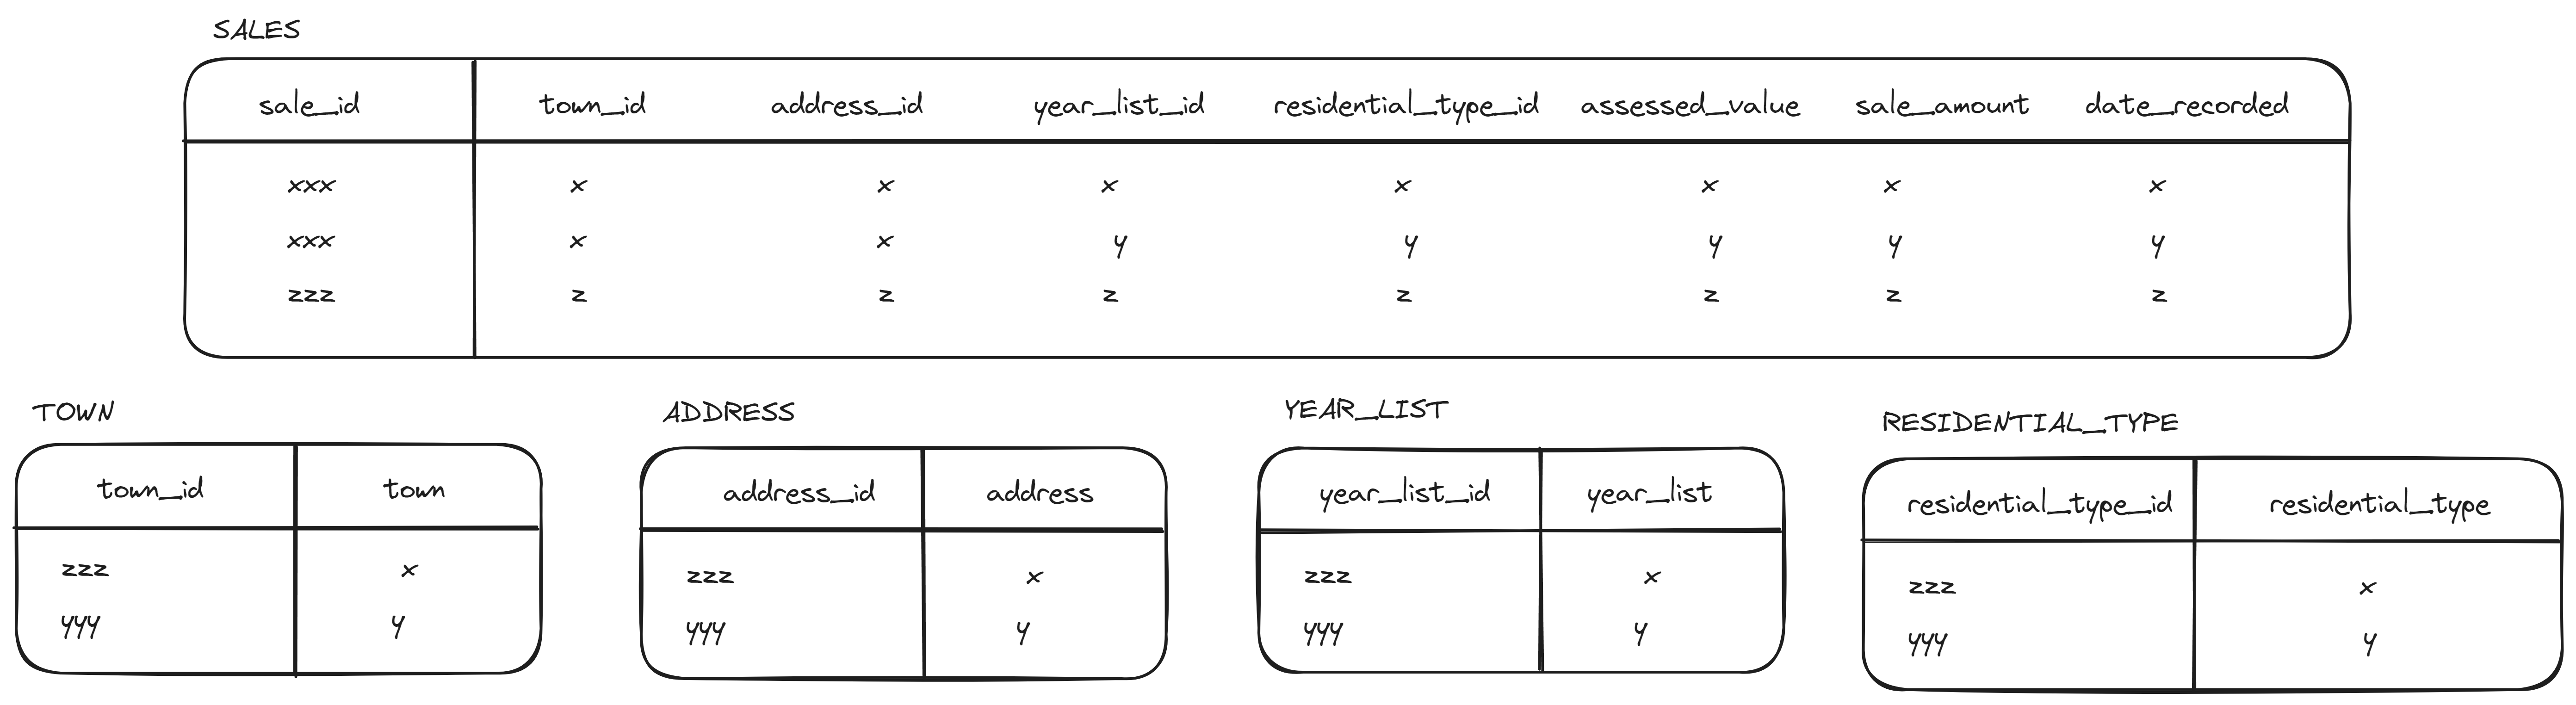 SALES
sale_id town_id address_id year_list_id residential_type_id assessed_value sale_amount date_recorded
xxx x x x x x x x
xxx x x y y y y y
zzz z z z z z z z
TOWN
town_id town
zzz x
yyy y
ADDRESS
address_id address
zzz x
yyy y
YEAR_LIST
year_list_id year_list
zzz x
yyy y
RESIDENTIAL_TYPE
residential_type_id residential_type
zzz x
yyy y